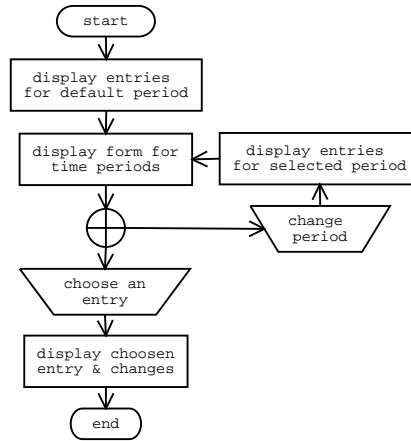 start
display entries
for default period
display form for
time periods
display entries
for selected period
change
period
choose an
entry
display choosen
entry & changes
end